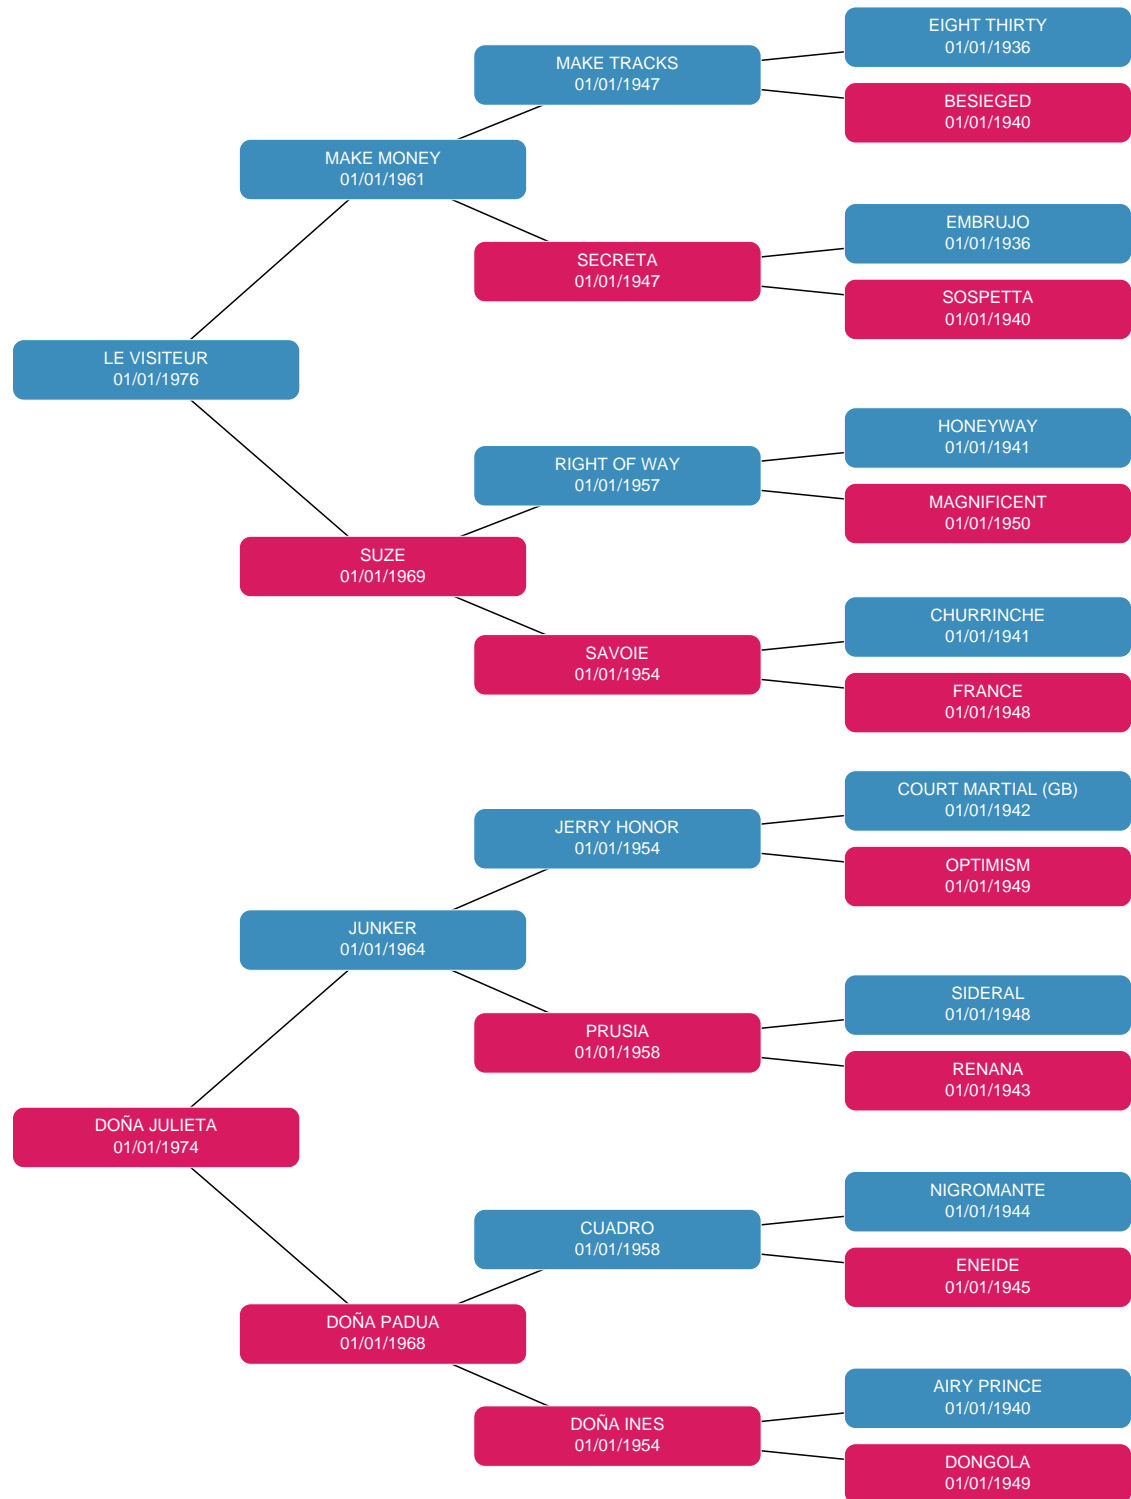 EIGHT THIRTY
01/01/1936
MAKE TRACKS
01/01/1947
BESIEGED
01/01/1940
MAKE MONEY
01/01/1961
EMBRUJO
01/01/1936
SECRETA
01/01/1947
SOSPETTA
01/01/1940
LE VISITEUR
01/01/1976
HONEYWAY
01/01/1941
RIGHT OF WAY
01/01/1957
MAGNIFICENT
01/01/1950
SUZE
01/01/1969
CHURRINCHE
01/01/1941
SAVOIE
01/01/1954
FRANCE
01/01/1948
COURT MARTIAL (GB)
01/01/1942
JERRY HONOR
01/01/1954
OPTIMISM
01/01/1949
JUNKER
01/01/1964
SIDERAL
01/01/1948
PRUSIA
01/01/1958
RENANA
01/01/1943
DOÑA JULIETA
01/01/1974
NIGROMANTE
01/01/1944
CUADRO
01/01/1958
ENEIDE
01/01/1945
DOÑA PADUA
01/01/1968
AIRY PRINCE
01/01/1940
DOÑA INES
01/01/1954
DONGOLA
01/01/1949